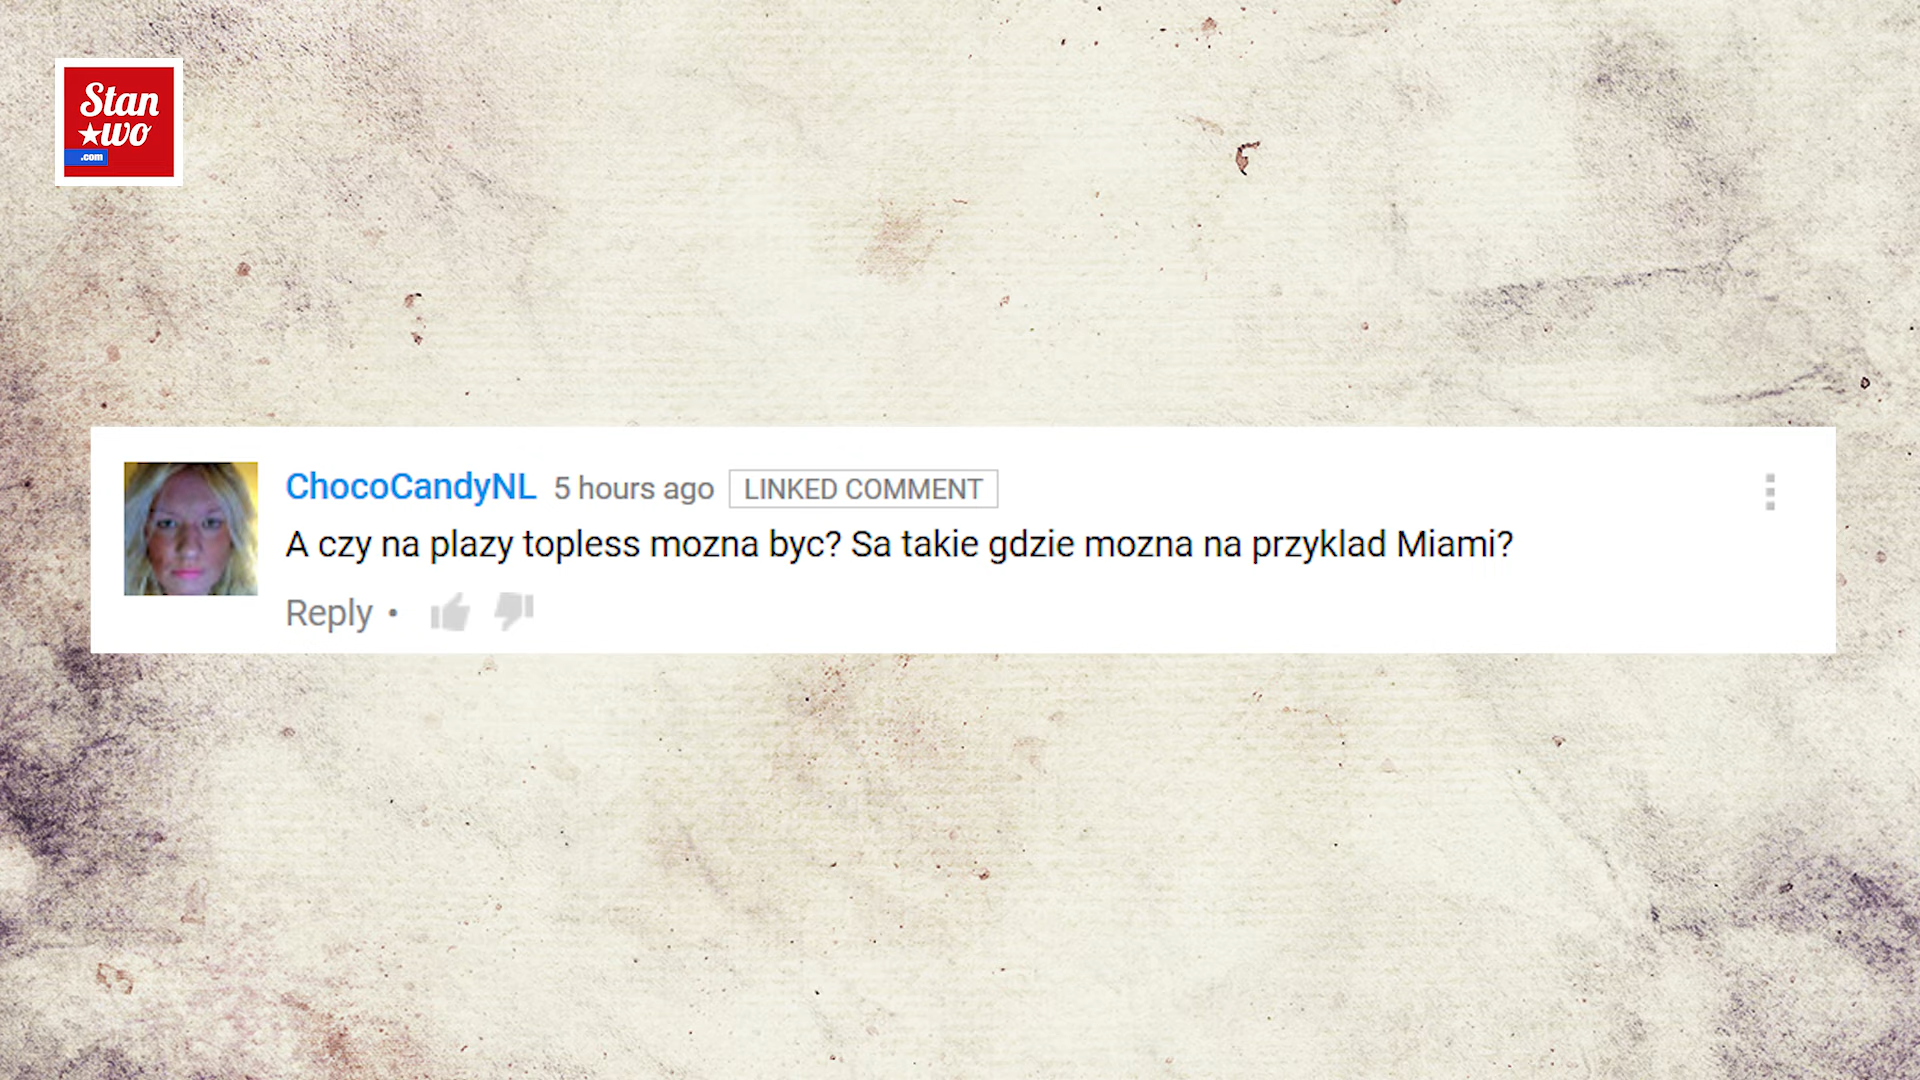 Stan
★wo
.com
ChocoCandyNL 5 hours ago LINKED COMMENT
A czy na plazy topless mozna byc? Sa takie gdzie mozna na przyklad Miami?
Reply •